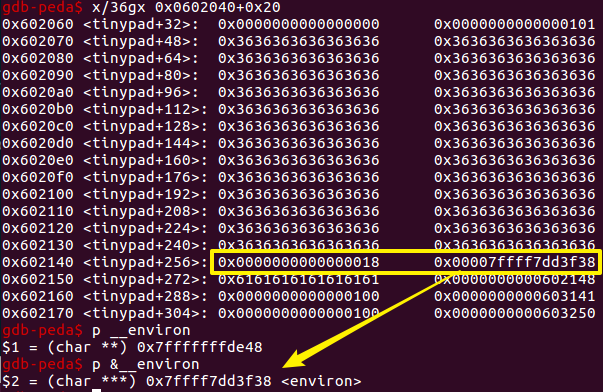 gdb-peda$ x/36gx 0x0602040+0x20
0x602060 <tinypad+32>: 0x0000000000000000 0x0000000000000101
0x602070 <tinypad+48>: 0x3636363636363636 0x3636363636363636
0x602080 <tinypad+64>: 0x3636363636363636 0x3636363636363636
0x602090 <tinypad+80>: 0x3636363636363636 0x3636363636363636
0x6020a0 <tinypad+96>: 0x3636363636363636 0x3636363636363636
0x6020b0 <tinypad+112>: 0x3636363636363636 0x3636363636363636
0x6020c0 <tinypad+128>: 0x3636363636363636 0x3636363636363636
0x6020d0 <tinypad+144>: 0x3636363636363636 0x3636363636363636
0x6020e0 <tinypad+160>: 0x3636363636363636 0x3636363636363636
0x6020f0 <tinypad+176>: 0x3636363636363636 0x3636363636363636
0x602100 <tinypad+192>: 0x3636363636363636 0x3636363636363636
0x602110 <tinypad+208>: 0x3636363636363636 0x3636363636363636
0x602120 <tinypad+224>: 0x3636363636363636 0x3636363636363636
0x602130 <tinypad+240>: 0x3636363636363636 0x3636363636363636
0x602140 <tinypad+256>: 0x0000000000000018 0x00007ffff7dd3f38
0x602150 <tinypad+272>: 0x6161616161616161 0x0000000000602148
0x602160 <tinypad+288>: 0x0000000000000100 0x0000000000603141
0x602170 <tinypad+304>: 0x0000000000000100 0x0000000000603250
gdb-peda$ p __environ
$1 = (char **) 0x7fffffffde48
gdb-peda$ p &__environ
$2 = (char ***) 0x7ffff7dd3f38 <environ>